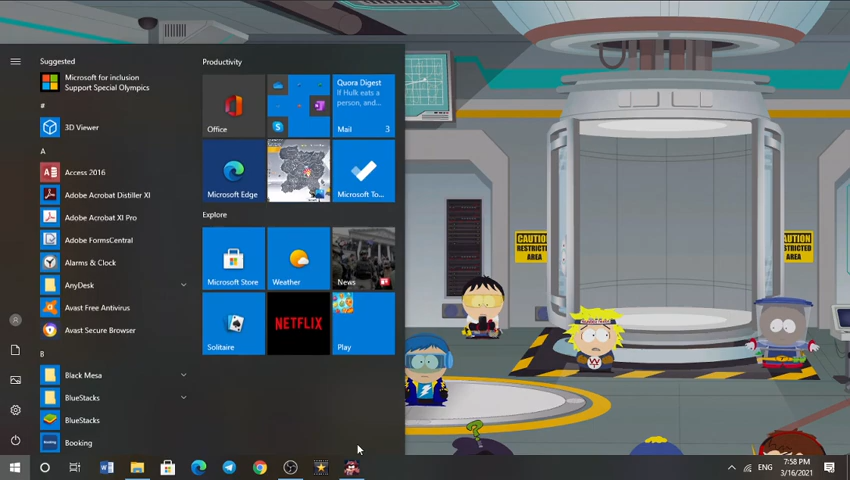 Suggested
Microsoft for inclusion
Support Special Olympics
#
3D Viewer
A
Access 2016
Adobe Acrobat Distiller XI
Adobe Acrobat XI Pro
Adobe FormsCentral
Alarms & Clock
AnyDesk
Avast Free Antivirus
Avast Secure Browser
B
Black Mesa
BlueStacks
BlueStacks
Booking
Productivity
Office
Quora Digest
If Hulk eats a
person, and...
Mail 3
Microsoft Edge
Microsoft To...
Explore
Microsoft Store
Weather
News
Solitaire
NETFLIX
Play
CAUTION
RESTRICTED
AREA
CAUTION
RESTRICTED
AREA
W
ENG
7:58 PM
3/16/2021